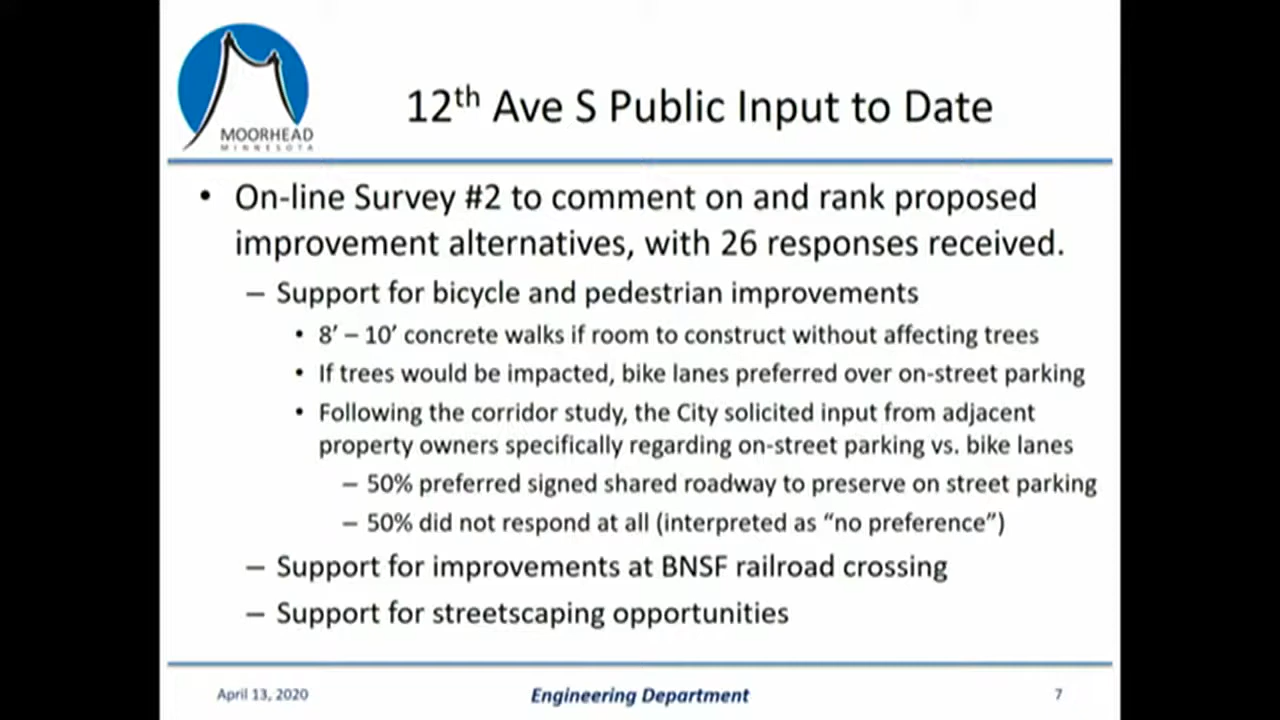 MOORHEAD
MINNESOTA
12th Ave S Public Input to Date
• On-line Survey #2 to comment on and rank proposed
improvement alternatives, with 26 responses received.
– Support for bicycle and pedestrian improvements
• 8’ – 10’ concrete walks if room to construct without affecting trees
• If trees would be impacted, bike lanes preferred over on-street parking
• Following the corridor study, the City solicited input from adjacent
property owners specifically regarding on-street parking vs. bike lanes
– 50% preferred signed shared roadway to preserve on street parking
– 50% did not respond at all (interpreted as “no preference”)
– Support for improvements at BNSF railroad crossing
– Support for streetscaping opportunities
April 13, 2020
Engineering Department
7